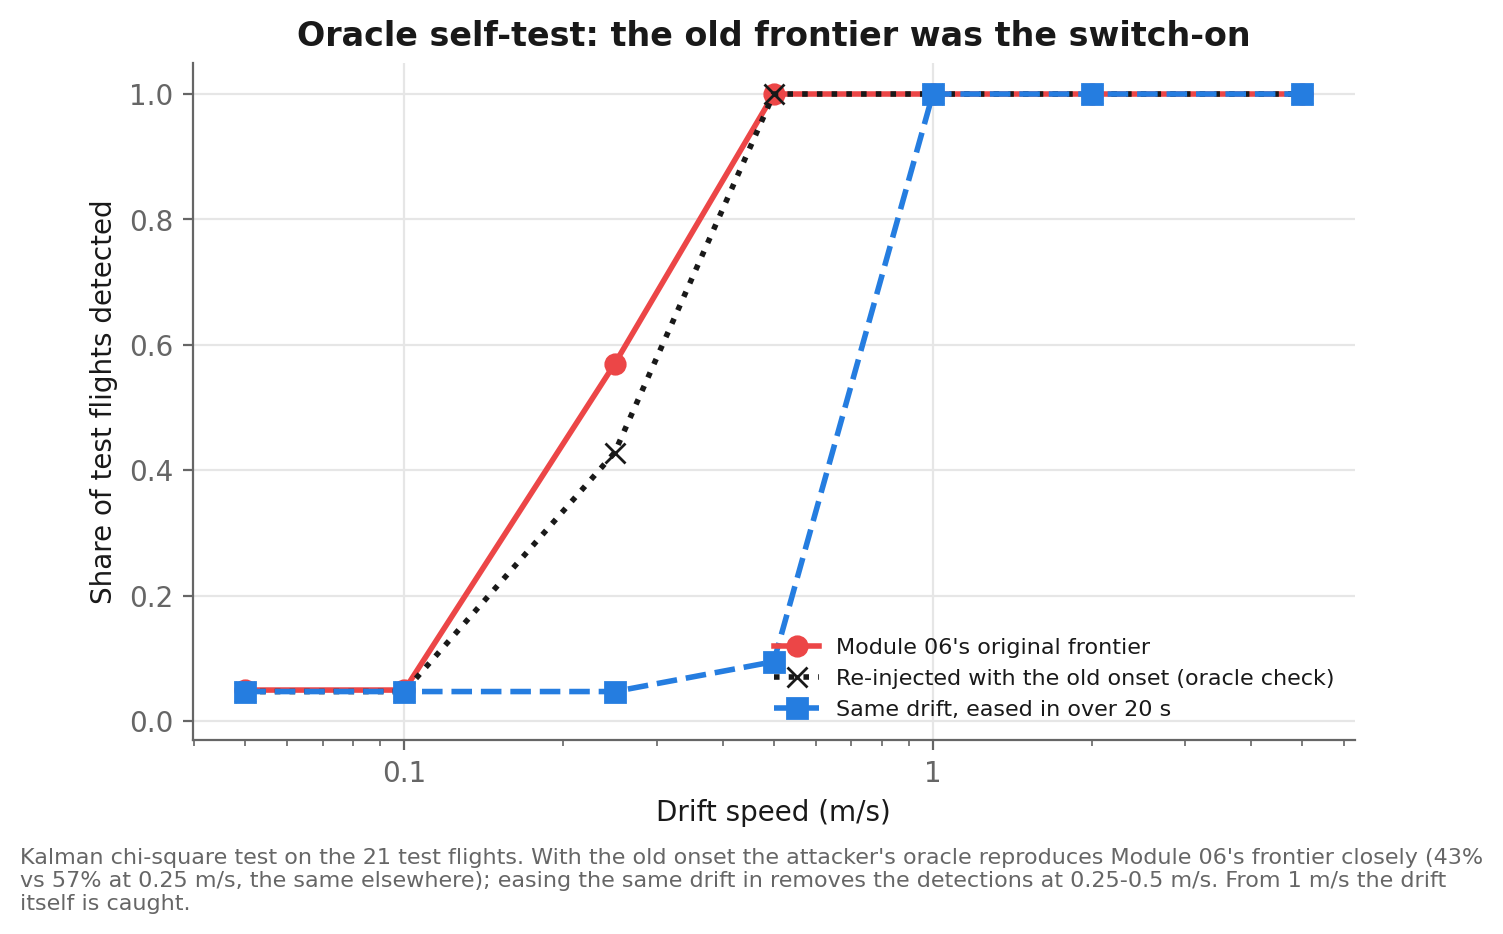 Oracle self-test: the old frontier was the switch-on
Share of test flights detected
1.0
0.8
0.6
0.4
0.2
0.0
Module 06's original frontier
Re-injected with the old onset (oracle check)
Same drift, eased in over 20 s
0.1
1
Drift speed (m/s)
Kalman chi-square test on the 21 test flights. With the old onset the attacker's oracle reproduces Module 06's frontier closely (43%
vs 57% at 0.25 m/s, the same elsewhere); easing the same drift in removes the detections at 0.25-0.5 m/s. From 1 m/s the drift
itself is caught.